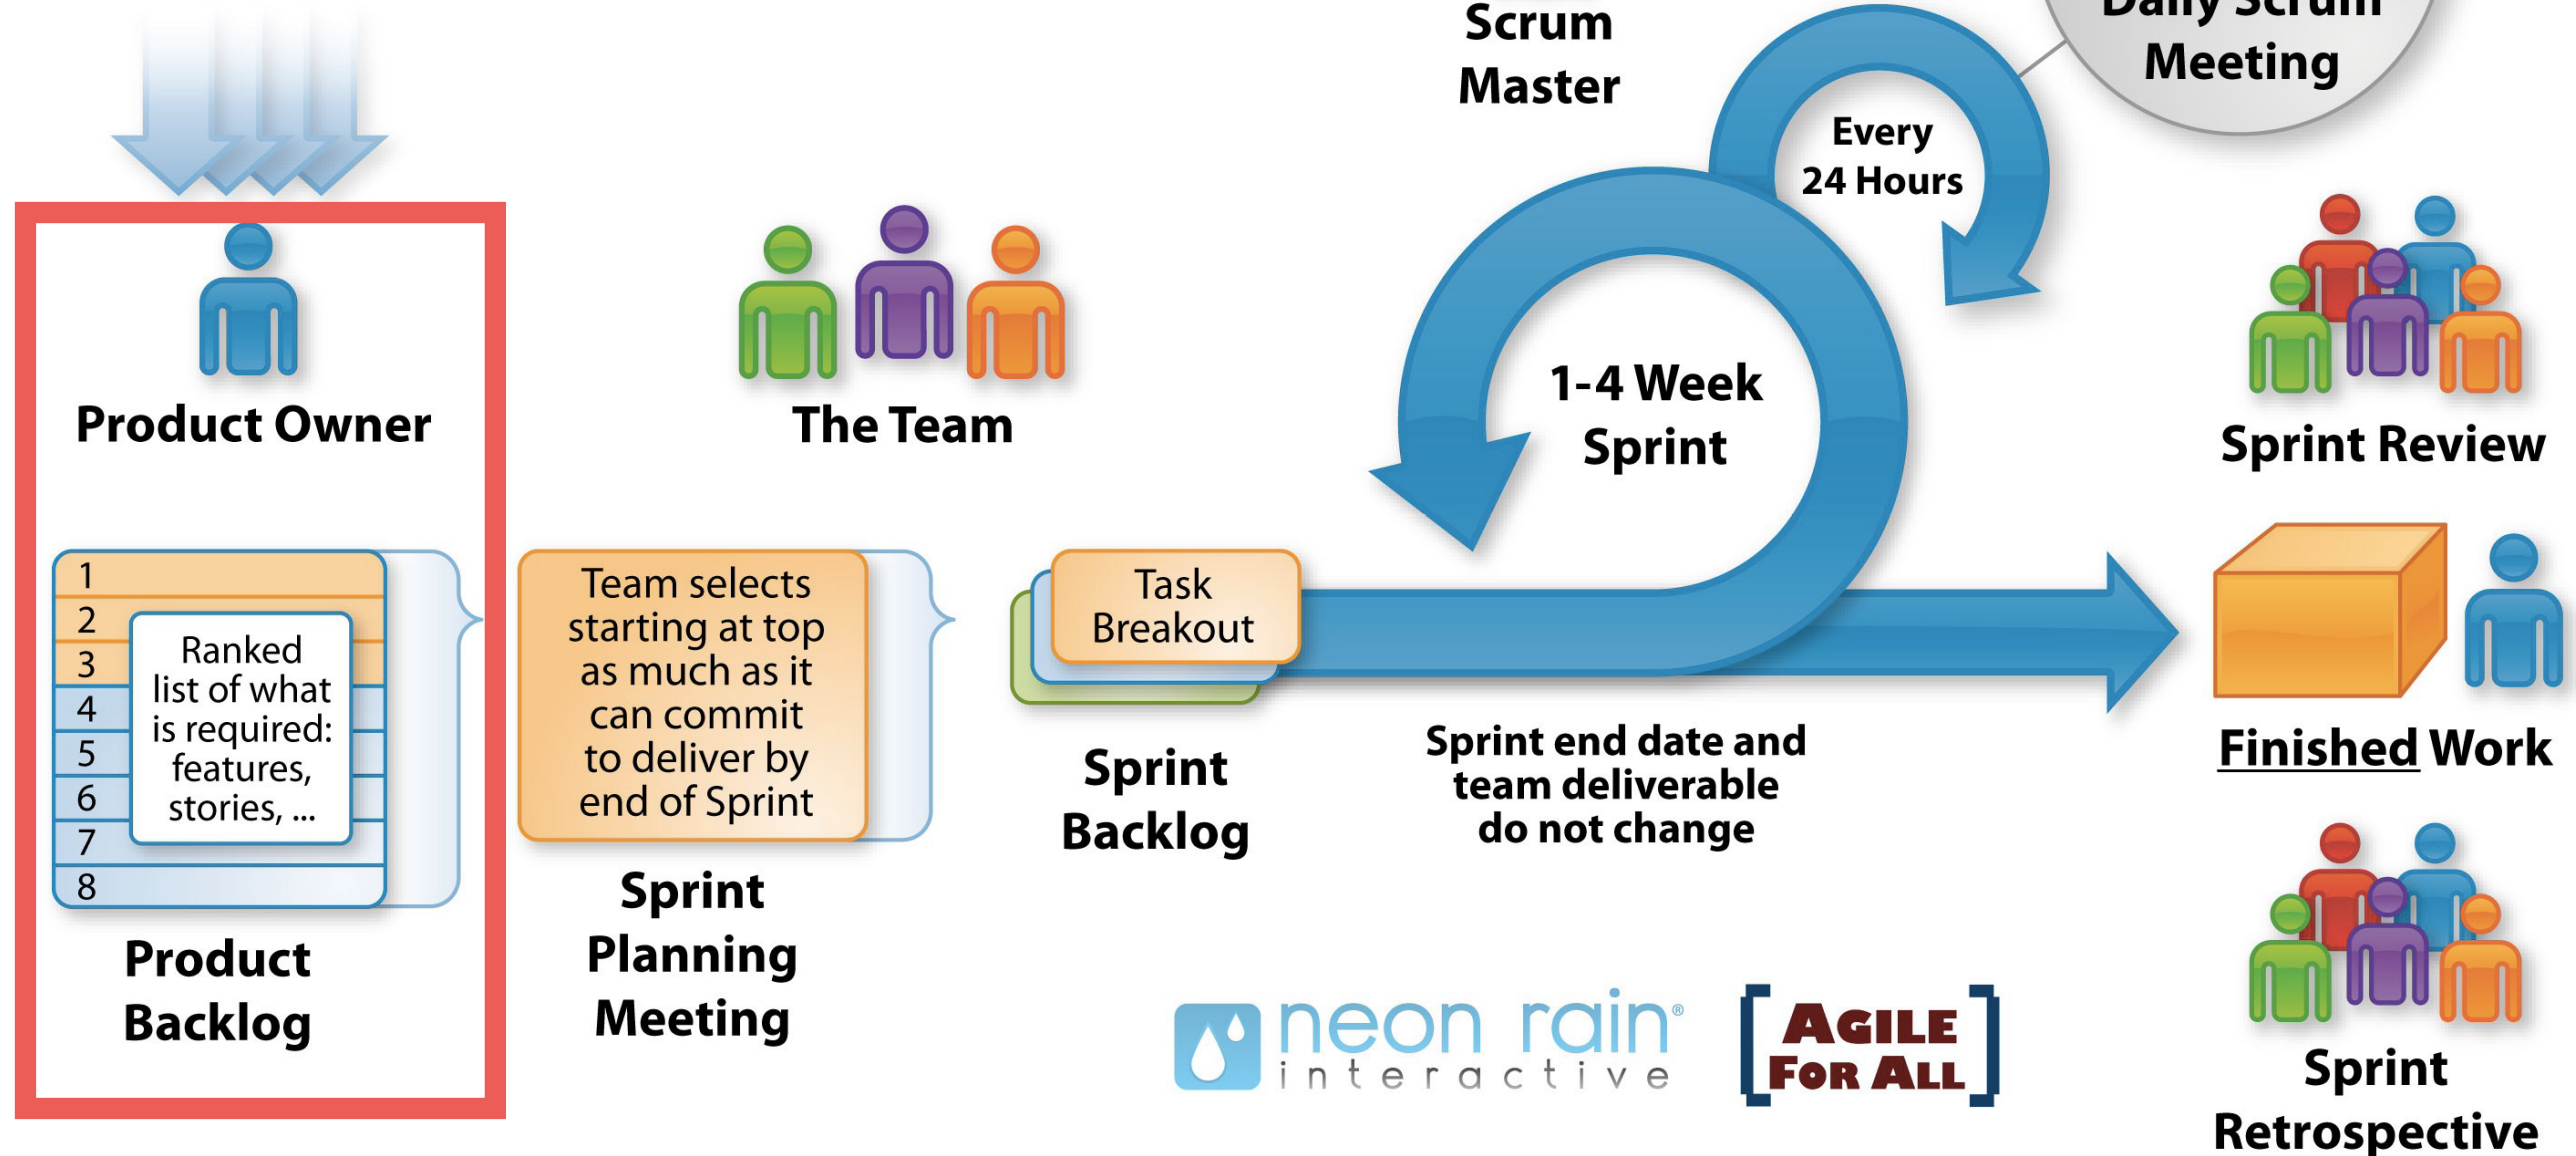 Scrum
Master
Daily Scrum
Meeting
Every
24 Hours
Product Owner
The Team
1-4 Week
Sprint
Sprint Review
1
2
3
4
5
6
7
8
Ranked
list of what
is required:
features,
stories, ...
Product
Backlog
Team selects
starting at top
as much as it
can commit
to deliver by
end of Sprint
Sprint
Planning
Meeting
Task
Breakout
Sprint
Backlog
Sprint end date and
team deliverable
do not change
Finished Work
neon rain®
interactive
AGILE
FOR ALL
Sprint
Retrospective